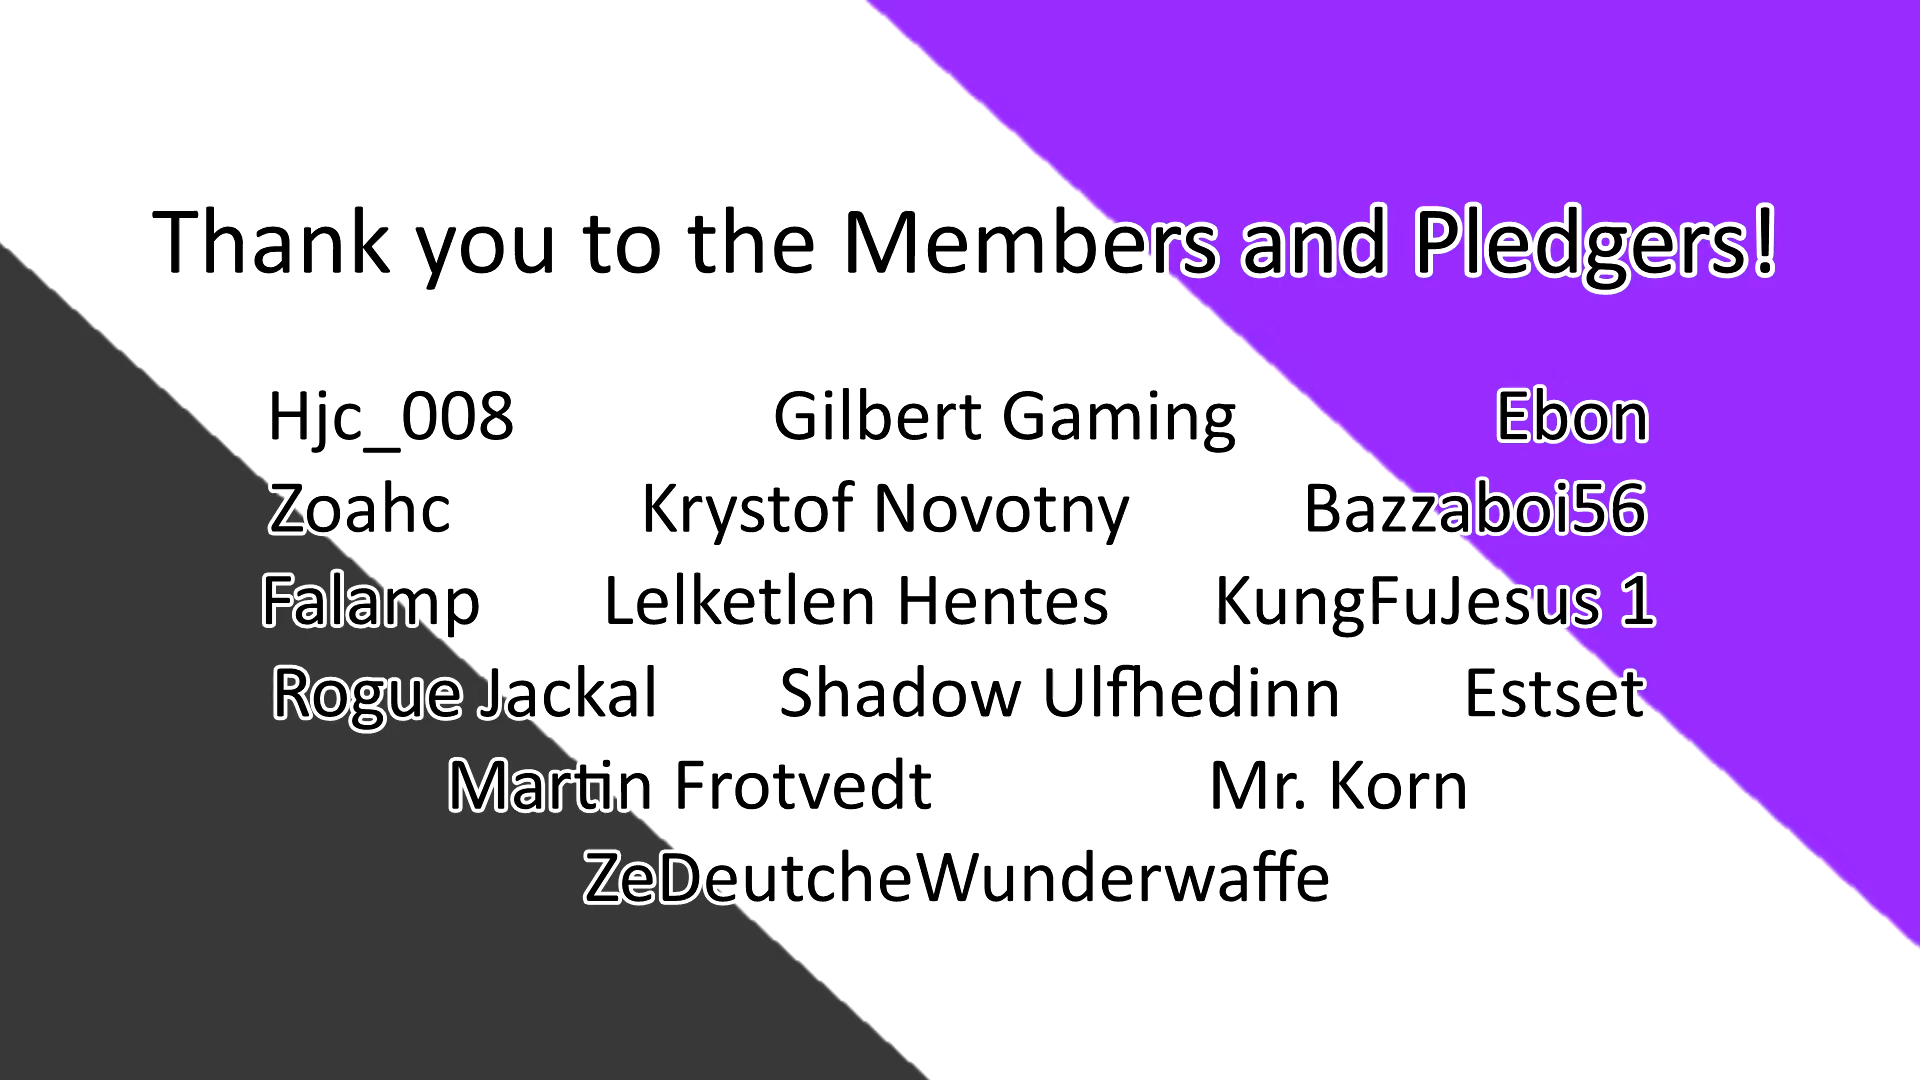 Thank you to the Members and Pledgers!
Hjc_008 Gilbert Gaming Ebon
Zoahc Krystof Novotny Bazzaboi56
Falamp Lelketlen Hentes KungFuJesus 1
Rogue Jackal Shadow Ulfhedinn Estset
Martin Frotvedt Mr. Korn
ZeDeutcheWunderwaffe